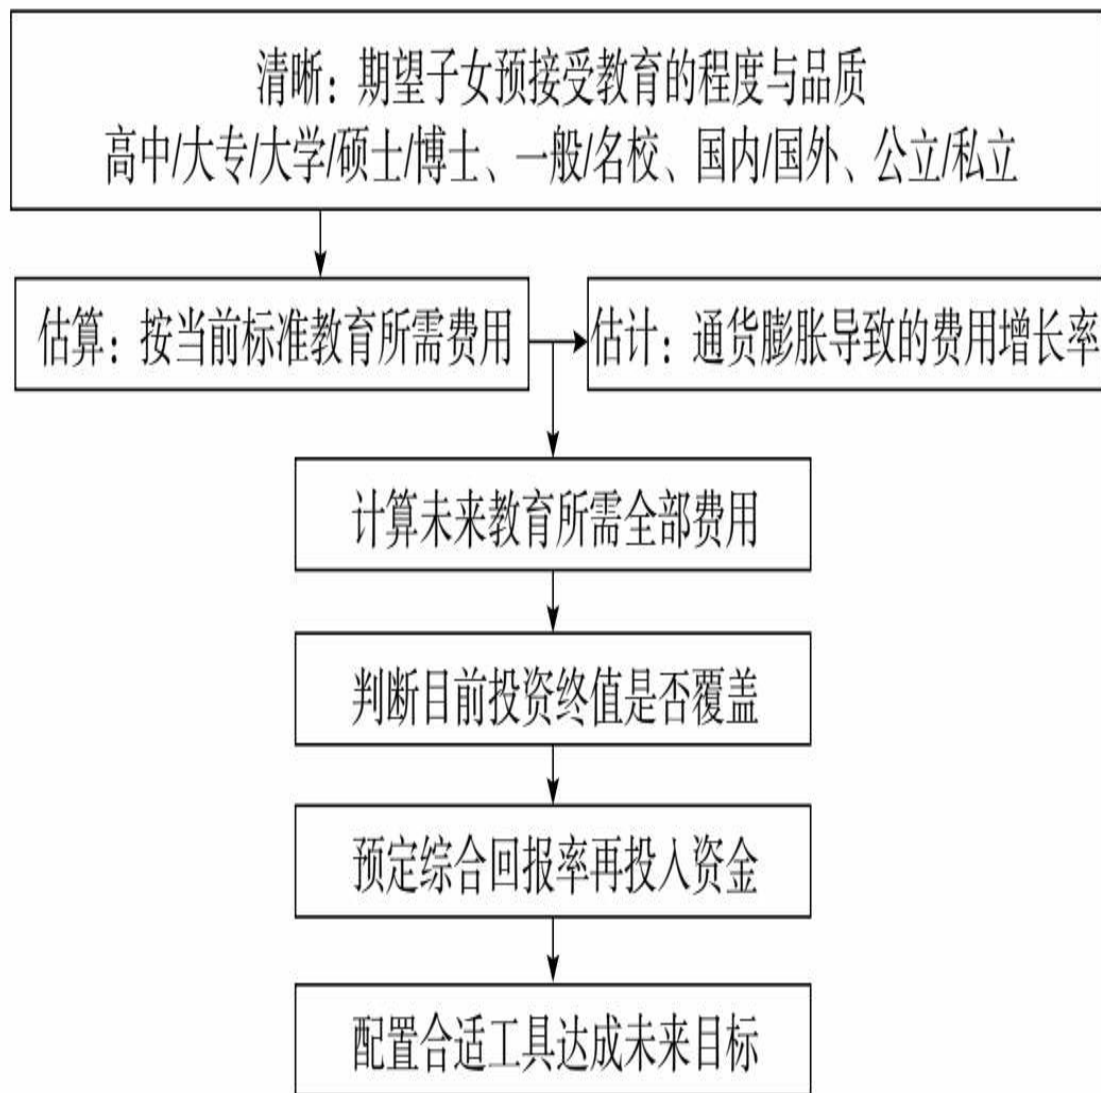 清晰：期望子女预接受教育的程度与品质
高中/大专/大学/硕士/博士、一般/名校、国内/国外、公立/私立
估算：按当前标准教育所需费用
估计：通货膨胀导致的费用增长率
计算未来教育所需全部费用
判断目前投资终值是否覆盖
预定综合回报率再投入资金
配置合适工具达成未来目标